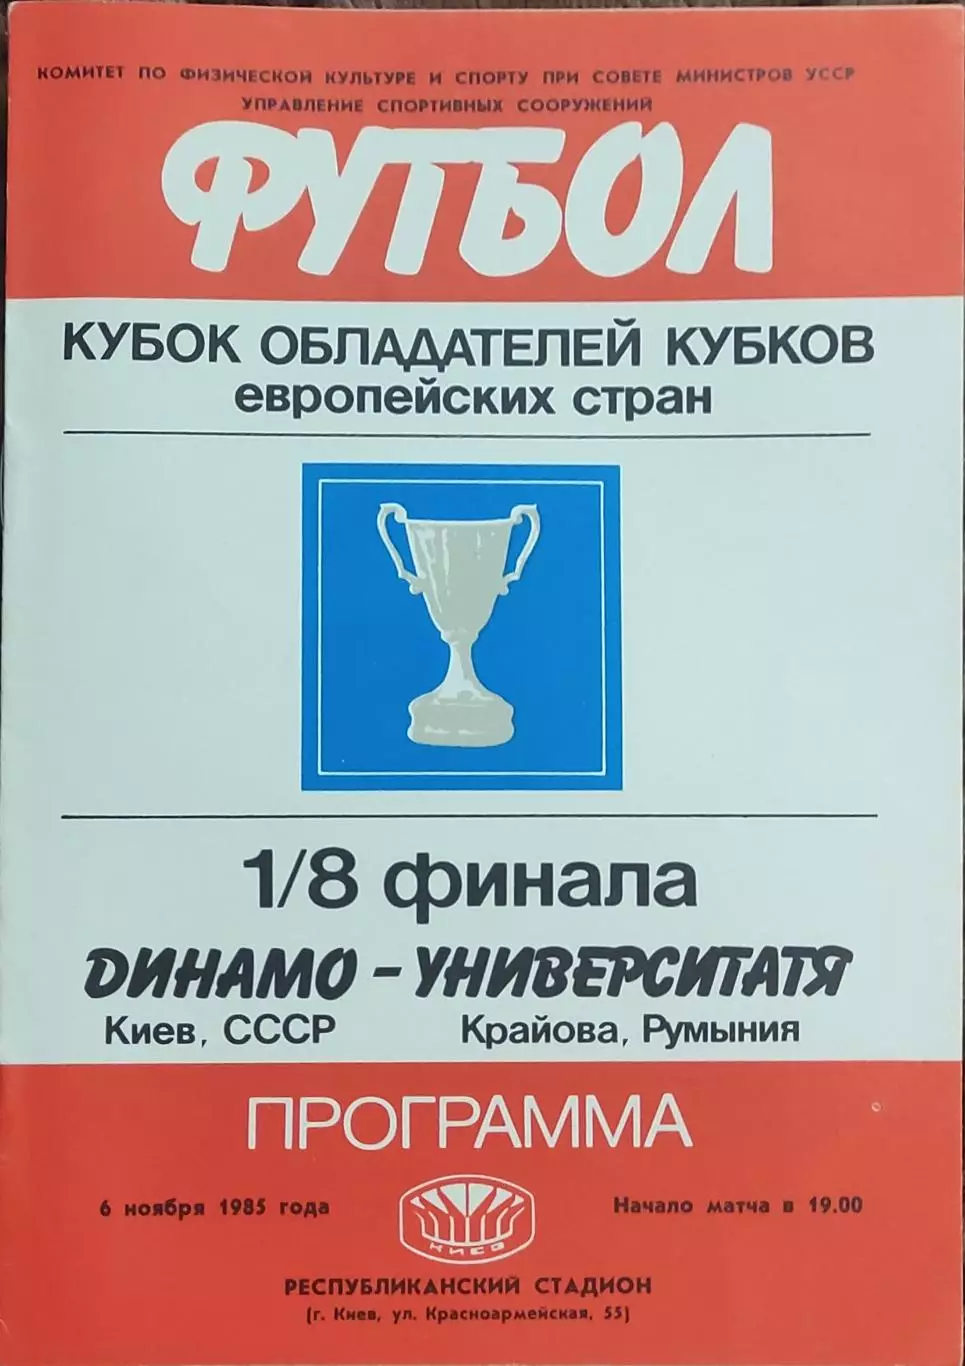 КОМИТЕТ ПО ФИЗИЧЕСКОЙ КУЛЬТУРЕ И СПОРТУ ПРИ СОВЕТЕ МИНИСТРОВ УССР
УПРАВЛЕНИЕ СПОРТИВНЫХ СООРУЖЕНИЙ
ФУТБОЛ
КУБОК ОБЛАДАТЕЛЕЙ КУБКОВ
европейских стран
1/8 финала
ДИНАМО - УНИВЕРСИТАТЯ
Киев, СССР Крайова, Румыния
ПРОГРАММА
6 ноября 1985 года Начало матча в 19.00
КИЕВ
РЕСПУБЛИКАНСКИЙ СТАДИОН
(г. Киев, ул. Красноармейская, 55)